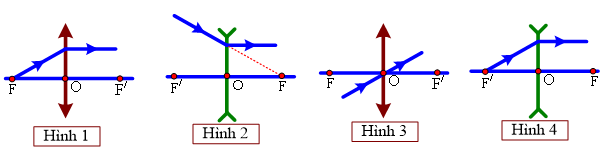 F O F′
Hình 1
F′ O F
Hình 2
F O F′
Hình 3
F′ O F
Hình 4